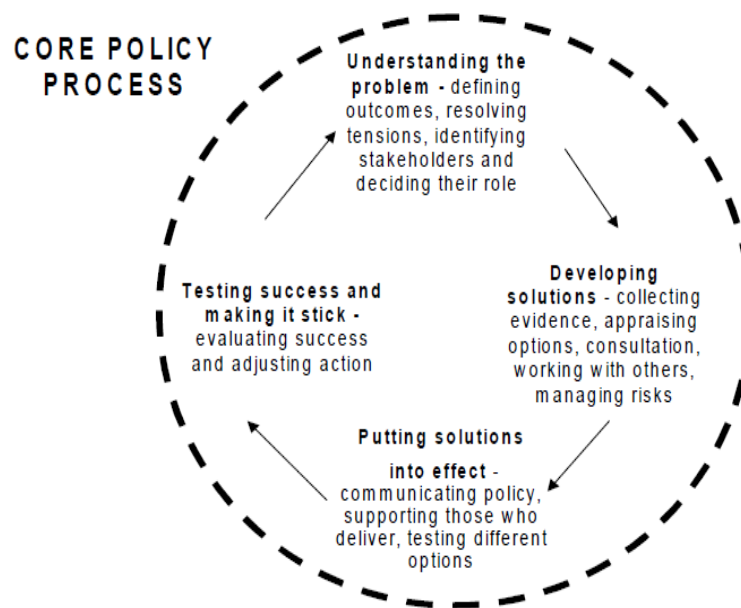 CORE POLICY
PROCESS
Understanding the
problem - defining
outcomes, resolving
tensions, identifying
stakeholders and
deciding their role
Developing
solutions - collecting
evidence, appraising
options, consultation,
working with others,
managing risks
Putting solutions
into effect -
communicating policy,
supporting those who
deliver, testing different
options
Testing success and
making it stick -
evaluating success
and adjusting action